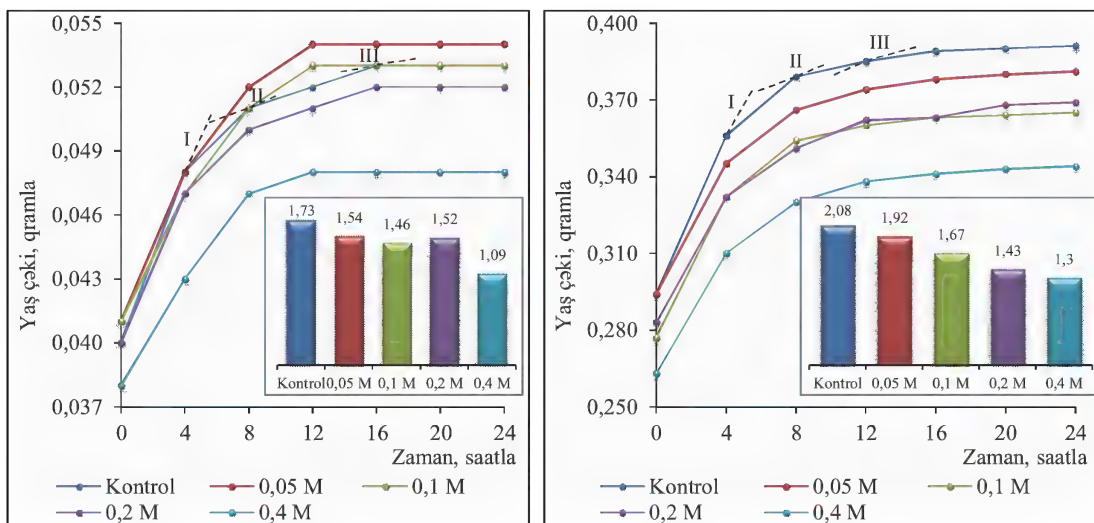 Yaş çəki, qramla
0,055
0,052
0,049
0,046
0,043
0,040
0,037
0 4 8 12 16 20 24
Zaman, saatla
I
II
III
1,73 1,54 1,46 1,52 1,09
Kontrol 0,05 M 0,1 M 0,2 M 0,4 M
Kontrol 0,05 M 0,1 M
0,2 M 0,4 M
Yaş çəki, qramla
0,400
0,370
0,340
0,310
0,280
0,250
0 4 8 12 16 20 24
Zaman, saatla
I
II
III
2,08 1,92 1,67 1,43 1,3
Kontrol 0,05 M 0,1 M 0,2 M 0,4 M
Kontrol 0,05 M 0,1 M
0,2 M 0,4 M